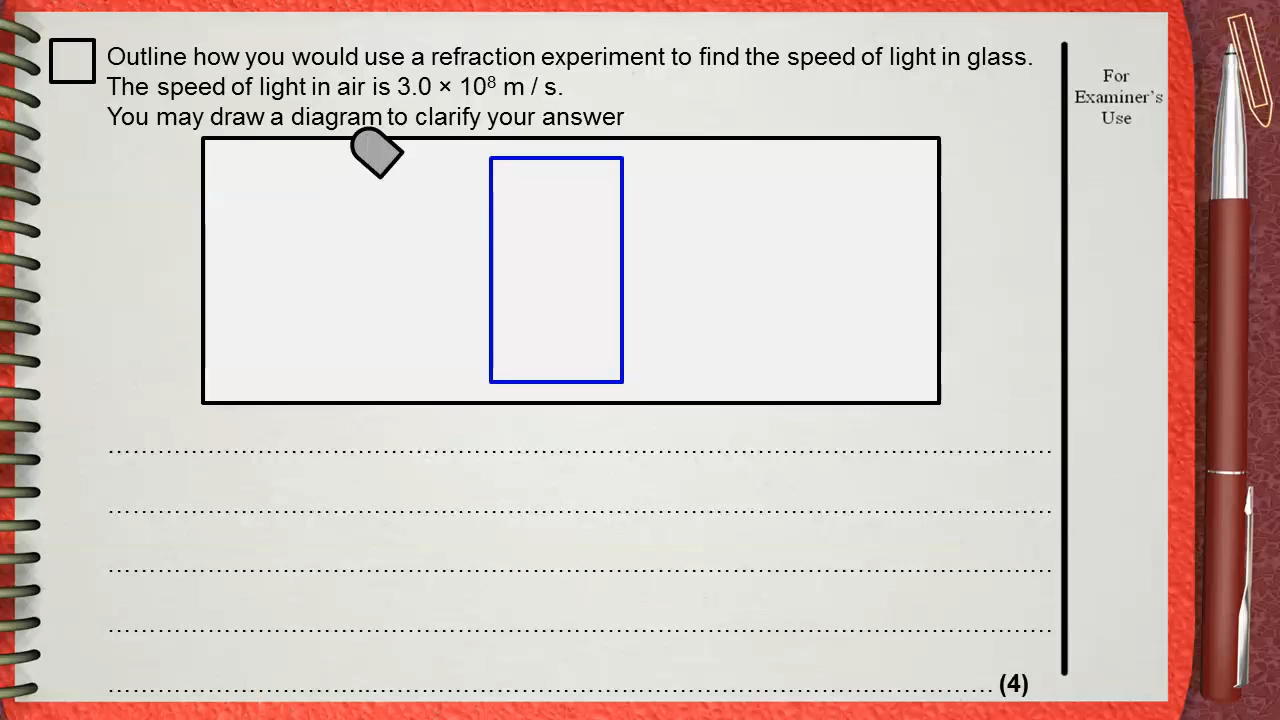 Outline how you would use a refraction experiment to find the speed of light in glass.
The speed of light in air is 3.0 × 10⁸ m / s.
You may draw a diagram to clarify your answer
For
Examiner's
Use
(4)